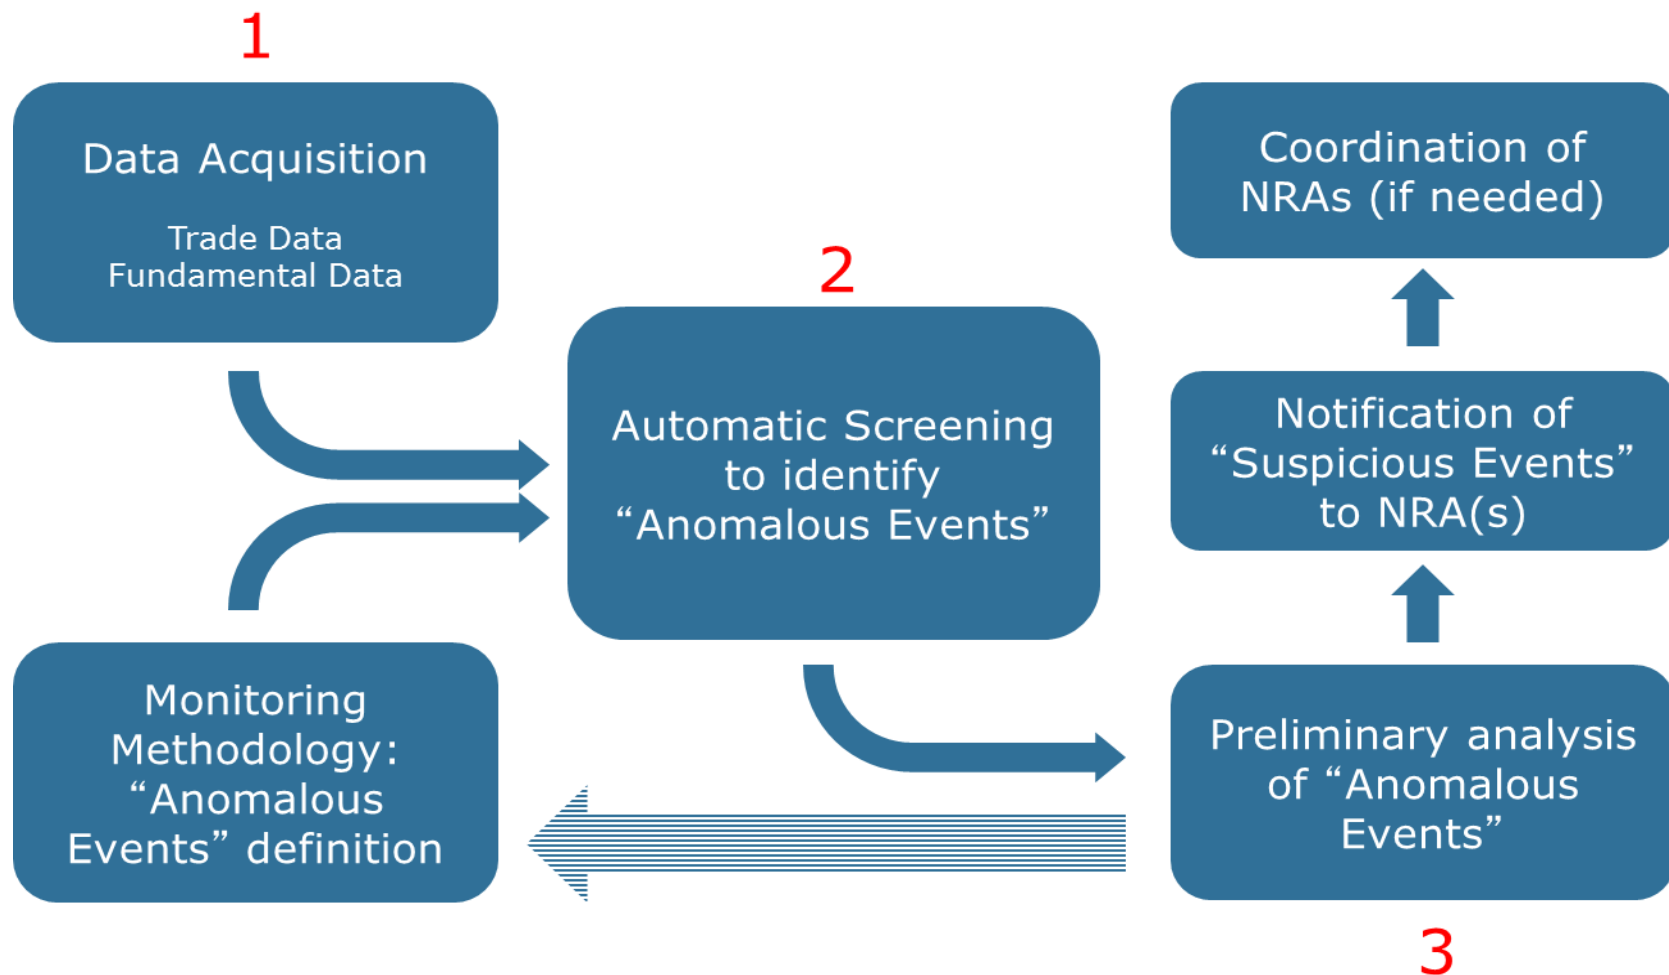 1
Data Acquisition
Trade Data
Fundamental Data
2
Automatic Screening
to identify
“Anomalous Events”
Monitoring
Methodology:
“Anomalous
Events” definition
Coordination of
NRAs (if needed)
Notification of
“Suspicious Events”
to NRA(s)
Preliminary analysis
of “Anomalous
Events”
3